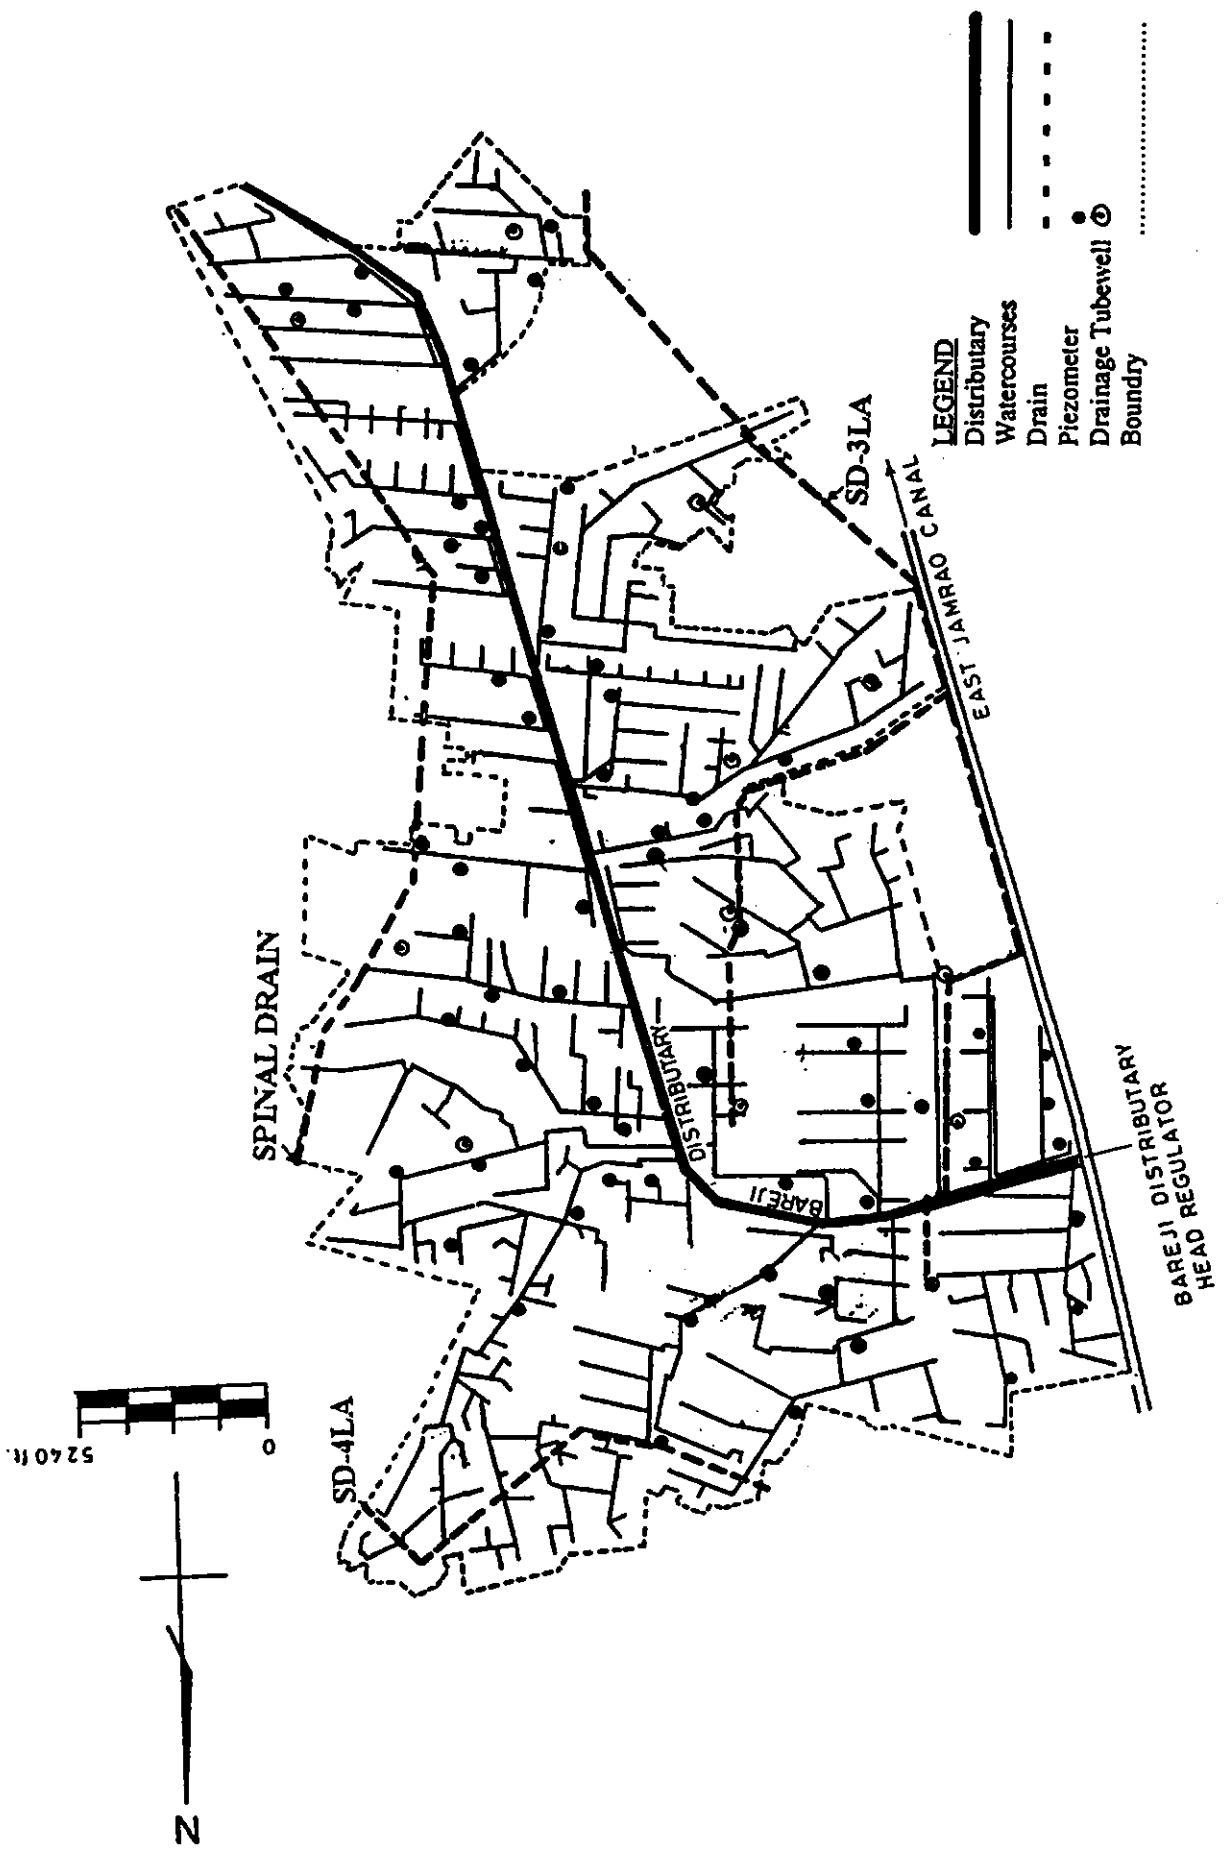 N
5240 ft.
0
SD-4LA
SPINAL DRAIN
BAREJI
DISTRIBUTARY
SD-3LA
EAST JAMRAO CANAL
BAREJI DISTRIBUTARY
HEAD REGULATOR
LEGEND
Distributary
Watercourses
Drain
Piezometer
Drainage Tubewell
Boundry